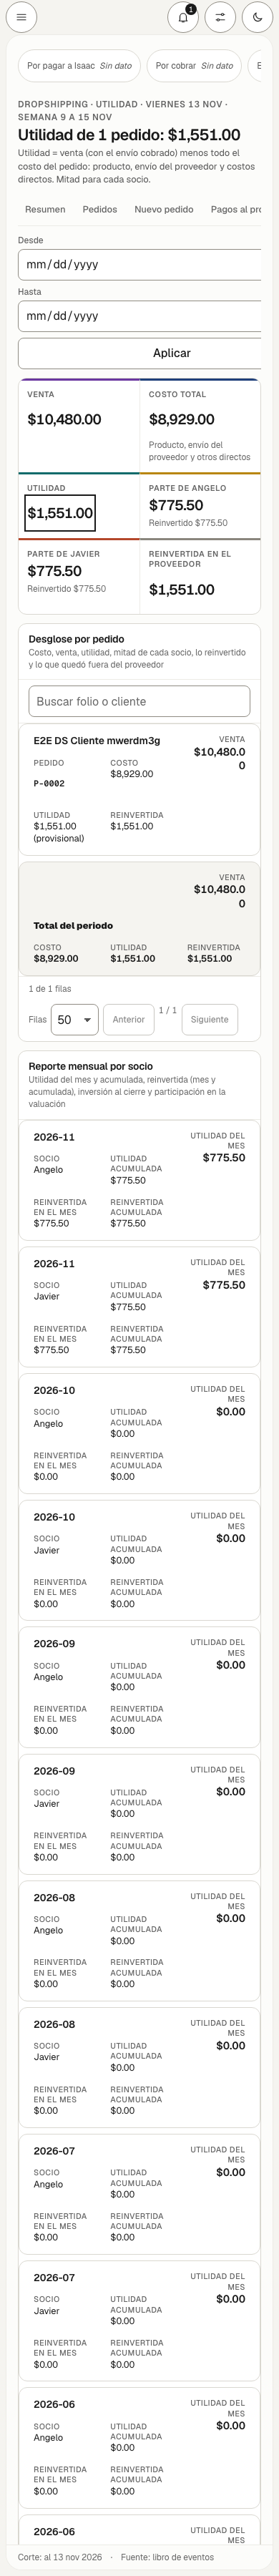 1
Por pagar a Isaac Sin dato
Por cobrar Sin dato
E
DROPSHIPPING · UTILIDAD · VIERNES 13 NOV ·
SEMANA 9 A 15 NOV
Utilidad de 1 pedido: $1,551.00
Utilidad = venta (con el envío cobrado) menos todo el
costo del pedido: producto, envío del proveedor y costos
directos. Mitad para cada socio.
Resumen Pedidos Nuevo pedido Pagos al pro
Desde
mm/dd/yyyy
Hasta
mm/dd/yyyy
Aplicar
VENTA
$10,480.00
COSTO TOTAL
$8,929.00
Producto, envío del
proveedor y otros directos
UTILIDAD
$1,551.00
PARTE DE ANGELO
$775.50
Reinvertido $775.50
PARTE DE JAVIER
$775.50
Reinvertido $775.50
REINVERTIDA EN EL
PROVEEDOR
$1,551.00
Desglose por pedido
Costo, venta, utilidad, mitad de cada socio, lo reinvertido
y lo que quedó fuera del proveedor
Buscar folio o cliente
E2E DS Cliente mwerdm3g
VENTA
$10,480.0
0
PEDIDO
P-0002
COSTO
$8,929.00
UTILIDAD
$1,551.00
(provisional)
REINVERTIDA
$1,551.00
VENTA
$10,480.0
0
Total del periodo
COSTO
$8,929.00
UTILIDAD
$1,551.00
REINVERTIDA
$1,551.00
1 de 1 filas
Filas 50 Anterior 1 / 1 Siguiente
Reporte mensual por socio
Utilidad del mes y acumulada, reinvertida (mes y
acumulada), inversión al cierre y participación en la
valuación
2026-11
UTILIDAD DEL
MES
$775.50
SOCIO
Angelo
UTILIDAD
ACUMULADA
$775.50
REINVERTIDA
EN EL MES
$775.50
REINVERTIDA
ACUMULADA
$775.50
2026-11
UTILIDAD DEL
MES
$775.50
SOCIO
Javier
UTILIDAD
ACUMULADA
$775.50
REINVERTIDA
EN EL MES
$775.50
REINVERTIDA
ACUMULADA
$775.50
2026-10
UTILIDAD DEL
MES
$0.00
SOCIO
Angelo
UTILIDAD
ACUMULADA
$0.00
REINVERTIDA
EN EL MES
$0.00
REINVERTIDA
ACUMULADA
$0.00
2026-10
UTILIDAD DEL
MES
$0.00
SOCIO
Javier
UTILIDAD
ACUMULADA
$0.00
REINVERTIDA
EN EL MES
$0.00
REINVERTIDA
ACUMULADA
$0.00
2026-09
UTILIDAD DEL
MES
$0.00
SOCIO
Angelo
UTILIDAD
ACUMULADA
$0.00
REINVERTIDA
EN EL MES
$0.00
REINVERTIDA
ACUMULADA
$0.00
2026-09
UTILIDAD DEL
MES
$0.00
SOCIO
Javier
UTILIDAD
ACUMULADA
$0.00
REINVERTIDA
EN EL MES
$0.00
REINVERTIDA
ACUMULADA
$0.00
2026-08
UTILIDAD DEL
MES
$0.00
SOCIO
Angelo
UTILIDAD
ACUMULADA
$0.00
REINVERTIDA
EN EL MES
$0.00
REINVERTIDA
ACUMULADA
$0.00
2026-08
UTILIDAD DEL
MES
$0.00
SOCIO
Javier
UTILIDAD
ACUMULADA
$0.00
REINVERTIDA
EN EL MES
$0.00
REINVERTIDA
ACUMULADA
$0.00
2026-07
UTILIDAD DEL
MES
$0.00
SOCIO
Angelo
UTILIDAD
ACUMULADA
$0.00
REINVERTIDA
EN EL MES
$0.00
REINVERTIDA
ACUMULADA
$0.00
2026-07
UTILIDAD DEL
MES
$0.00
SOCIO
Javier
UTILIDAD
ACUMULADA
$0.00
REINVERTIDA
EN EL MES
$0.00
REINVERTIDA
ACUMULADA
$0.00
2026-06
UTILIDAD DEL
MES
$0.00
SOCIO
Angelo
UTILIDAD
ACUMULADA
$0.00
REINVERTIDA
EN EL MES
$0.00
REINVERTIDA
ACUMULADA
$0.00
2026-06
UTILIDAD DEL
MES
Corte: al 13 nov 2026 · Fuente: libro de eventos